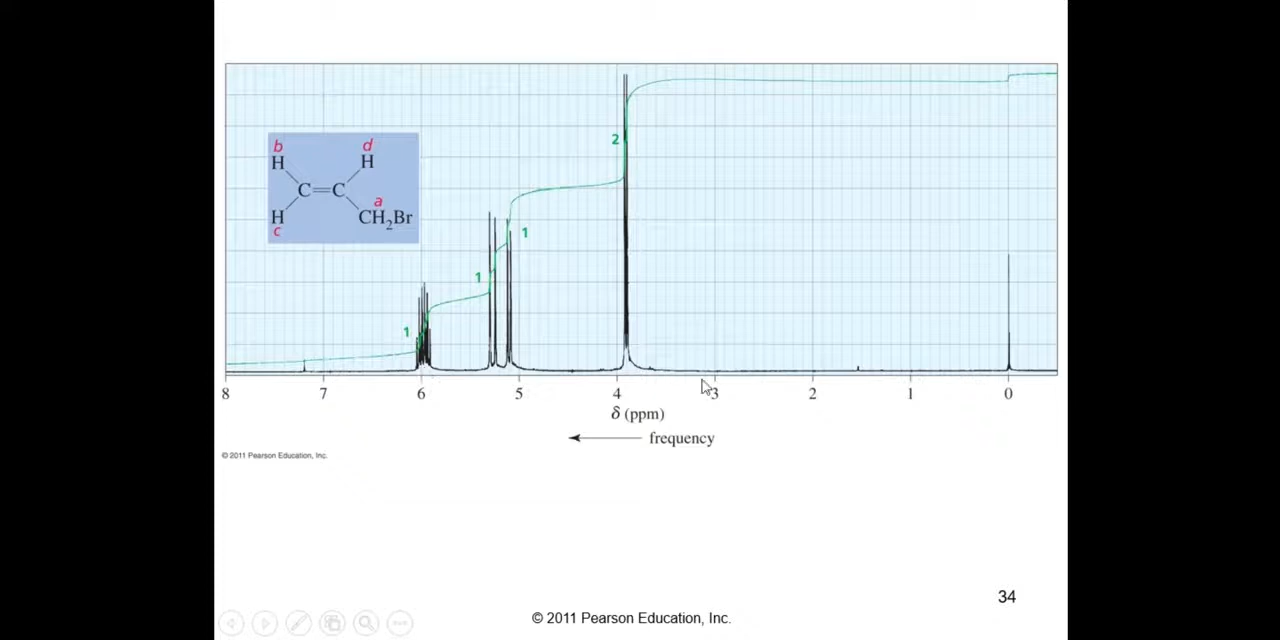 b
H
d
H
C=C
a
H
CH₂Br
c
2
1
1
1
8 7 6 5 4 3 2 1 0
δ (ppm)
frequency
© 2011 Pearson Education, Inc.
34
© 2011 Pearson Education, Inc.